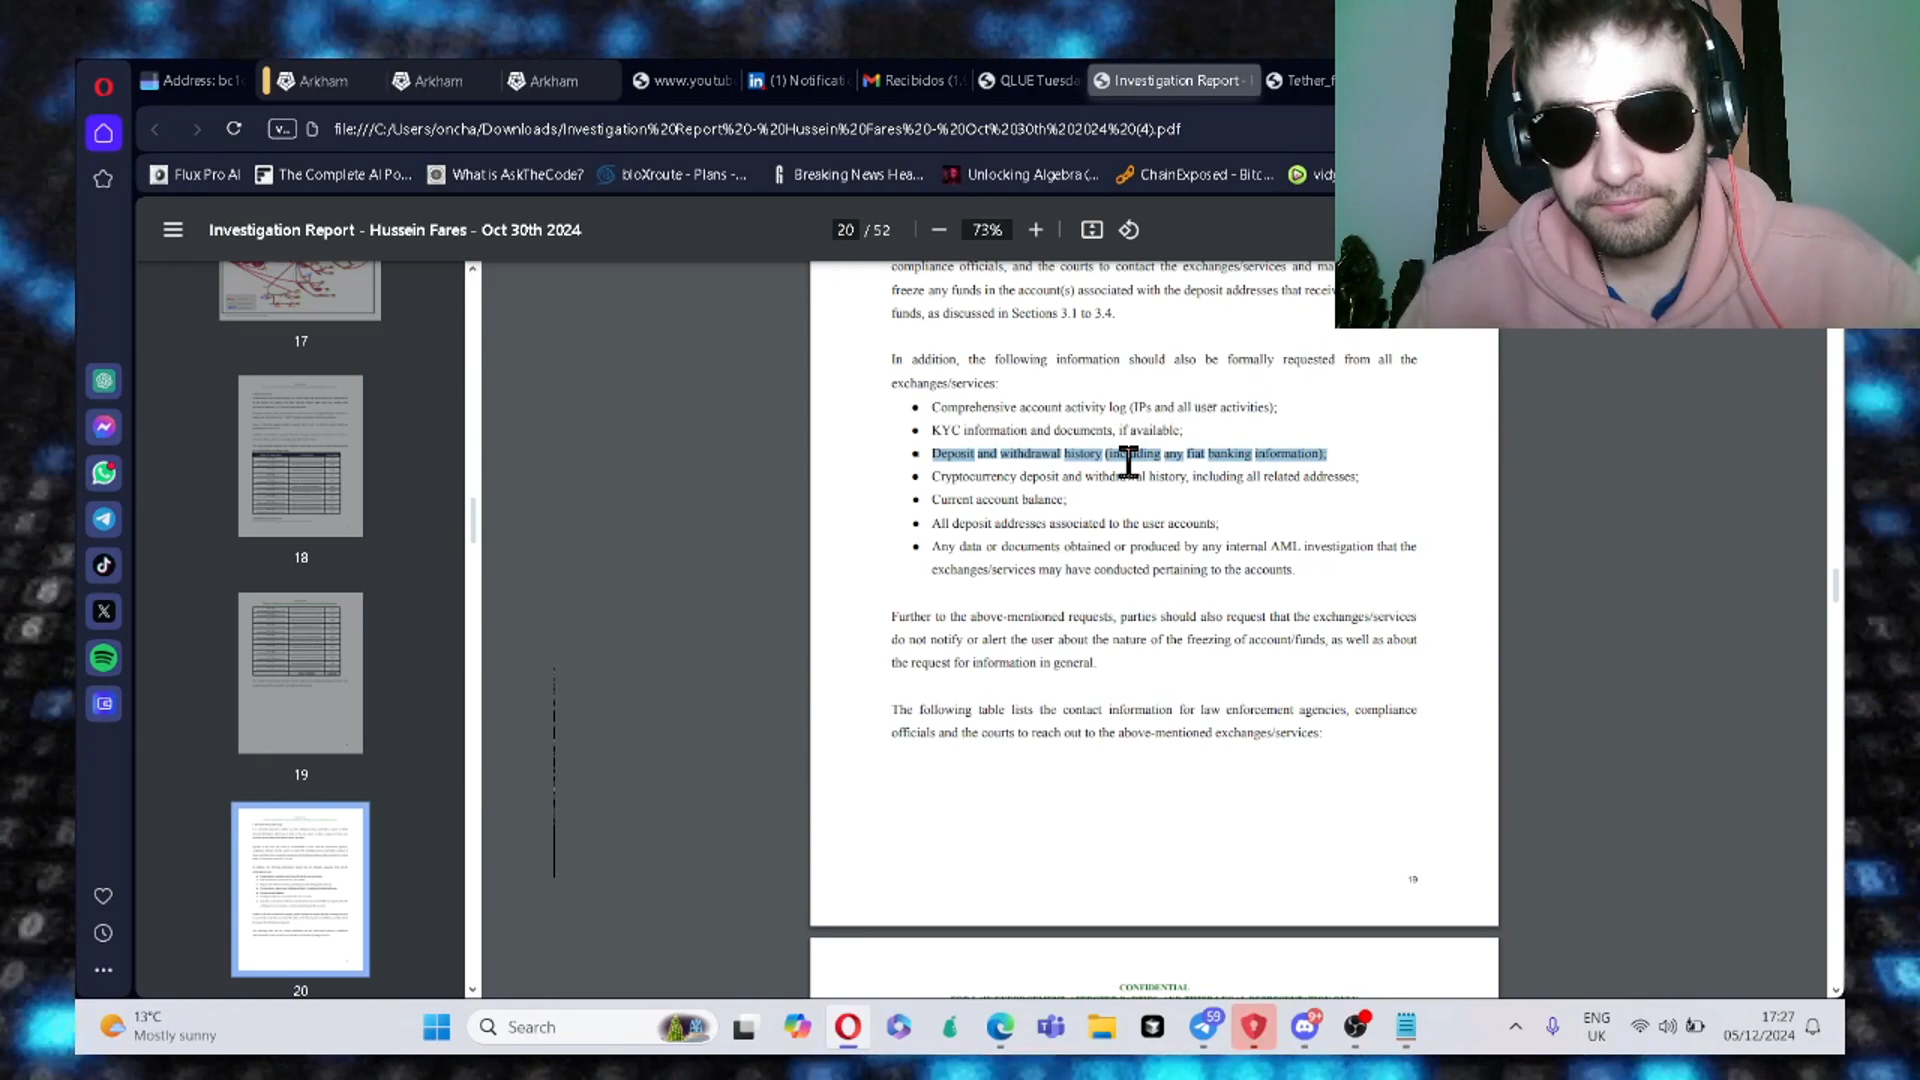 Address: bc1
Arkham
Arkham
Arkham
www.youtub
(1) Notificati
Recibidos (1.
QLUE Tuesda
Investigation Report -
Tether_f
file:///C:/Users/oncha/Downloads/Investigation%20Report%20-%20Hussein%20Fares%20-%20Oct%2030th%202024%20(4).pdf
Flux Pro AI
The Complete AI Po...
What is AskTheCode?
bloXroute - Plans -...
Breaking News Hea...
Unlocking Algebra (...
ChainExposed - Bitc...
vid
Investigation Report - Hussein Fares - Oct 30th 2024
20 / 52
73%
17
18
19
20
compliance officials, and the courts to contact the exchanges/services and ma
freeze any funds in the account(s) associated with the deposit addresses that recei
funds, as discussed in Sections 3.1 to 3.4.
In addition, the following information should also be formally requested from all the
exchanges/services:
• Comprehensive account activity log (IPs and all user activities);
• KYC information and documents, if available;
• Deposit and withdrawal history (including any fiat banking information);
• Cryptocurrency deposit and withdrawal history, including all related addresses;
• Current account balance;
• All deposit addresses associated to the user accounts;
• Any data or documents obtained or produced by any internal AML investigation that the
exchanges/services may have conducted pertaining to the accounts.
Further to the above-mentioned requests, parties should also request that the exchanges/services
do not notify or alert the user about the nature of the freezing of account/funds, as well as about
the request for information in general.
The following table lists the contact information for law enforcement agencies, compliance
officials and the courts to reach out to the above-mentioned exchanges/services:
19
CONFIDENTIAL
13°C
Mostly sunny
Search
59
9+
ENG
UK
17:27
05/12/2024